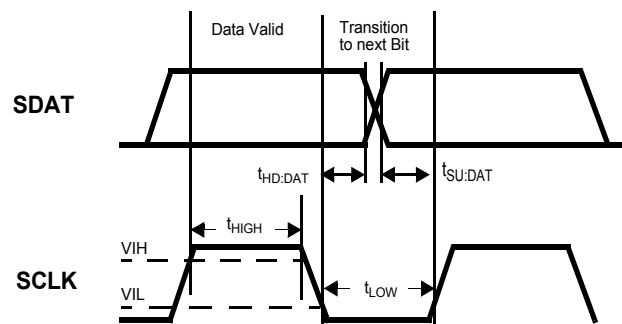 Data Valid
Transition
to next Bit
SDAT
tHD:DAT
tSU:DAT
tHIGH
VIH
SCLK
VIL
tLOW